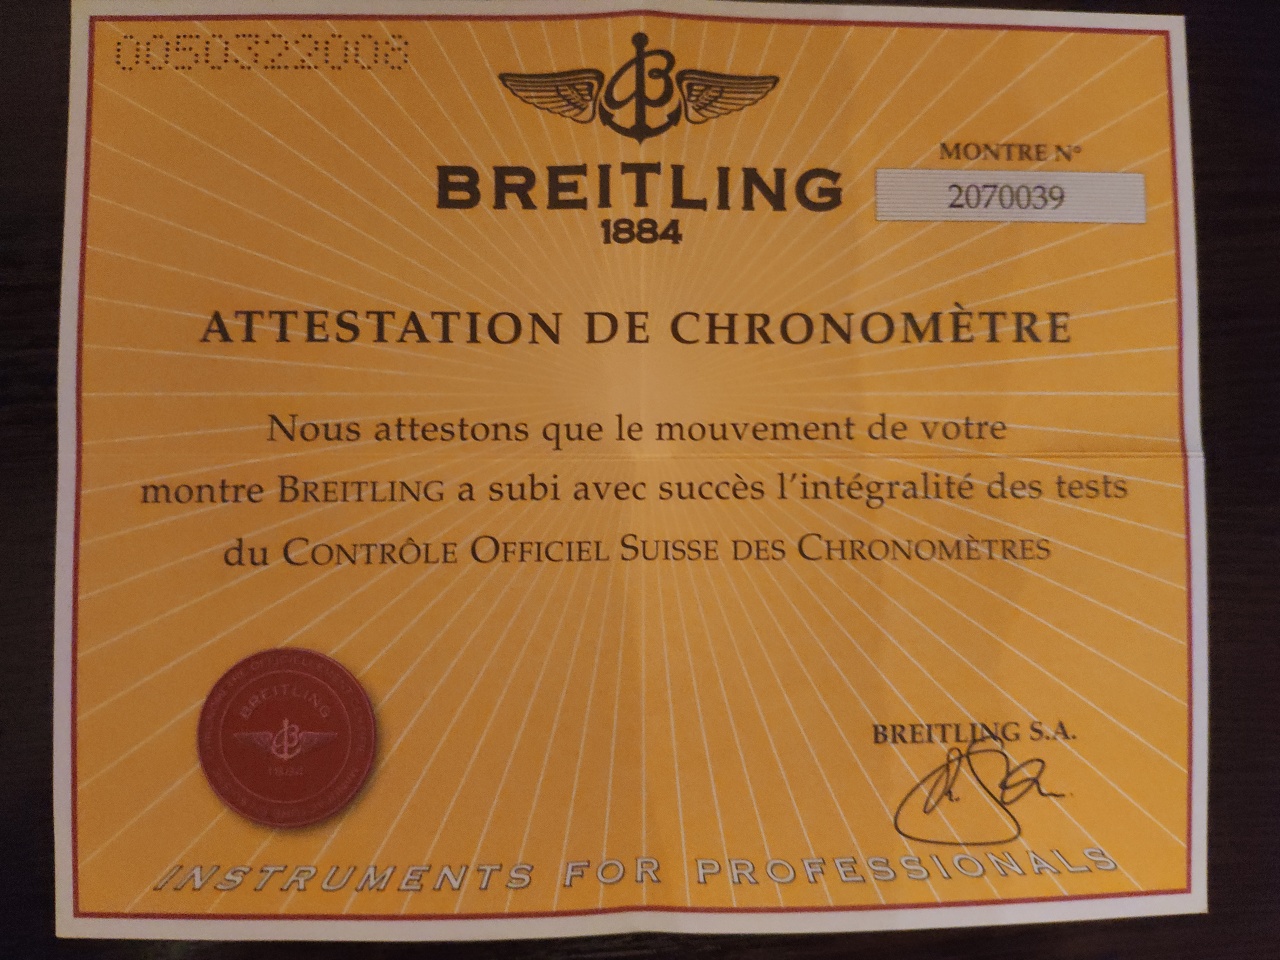 0050322008
BREITLING
1884
MONTRE Nº
2070039
ATTESTATION DE CHRONOMÈTRE
Nous attestons que le mouvement de votre
montre BREITLING a subi avec succès l'intégralité des tests
du CONTRÔLE OFFICIEL SUISSE DES CHRONOMÈTRES
BREITLING
1884
BREITLING S.A.
INSTRUMENTS FOR PROFESSIONALS